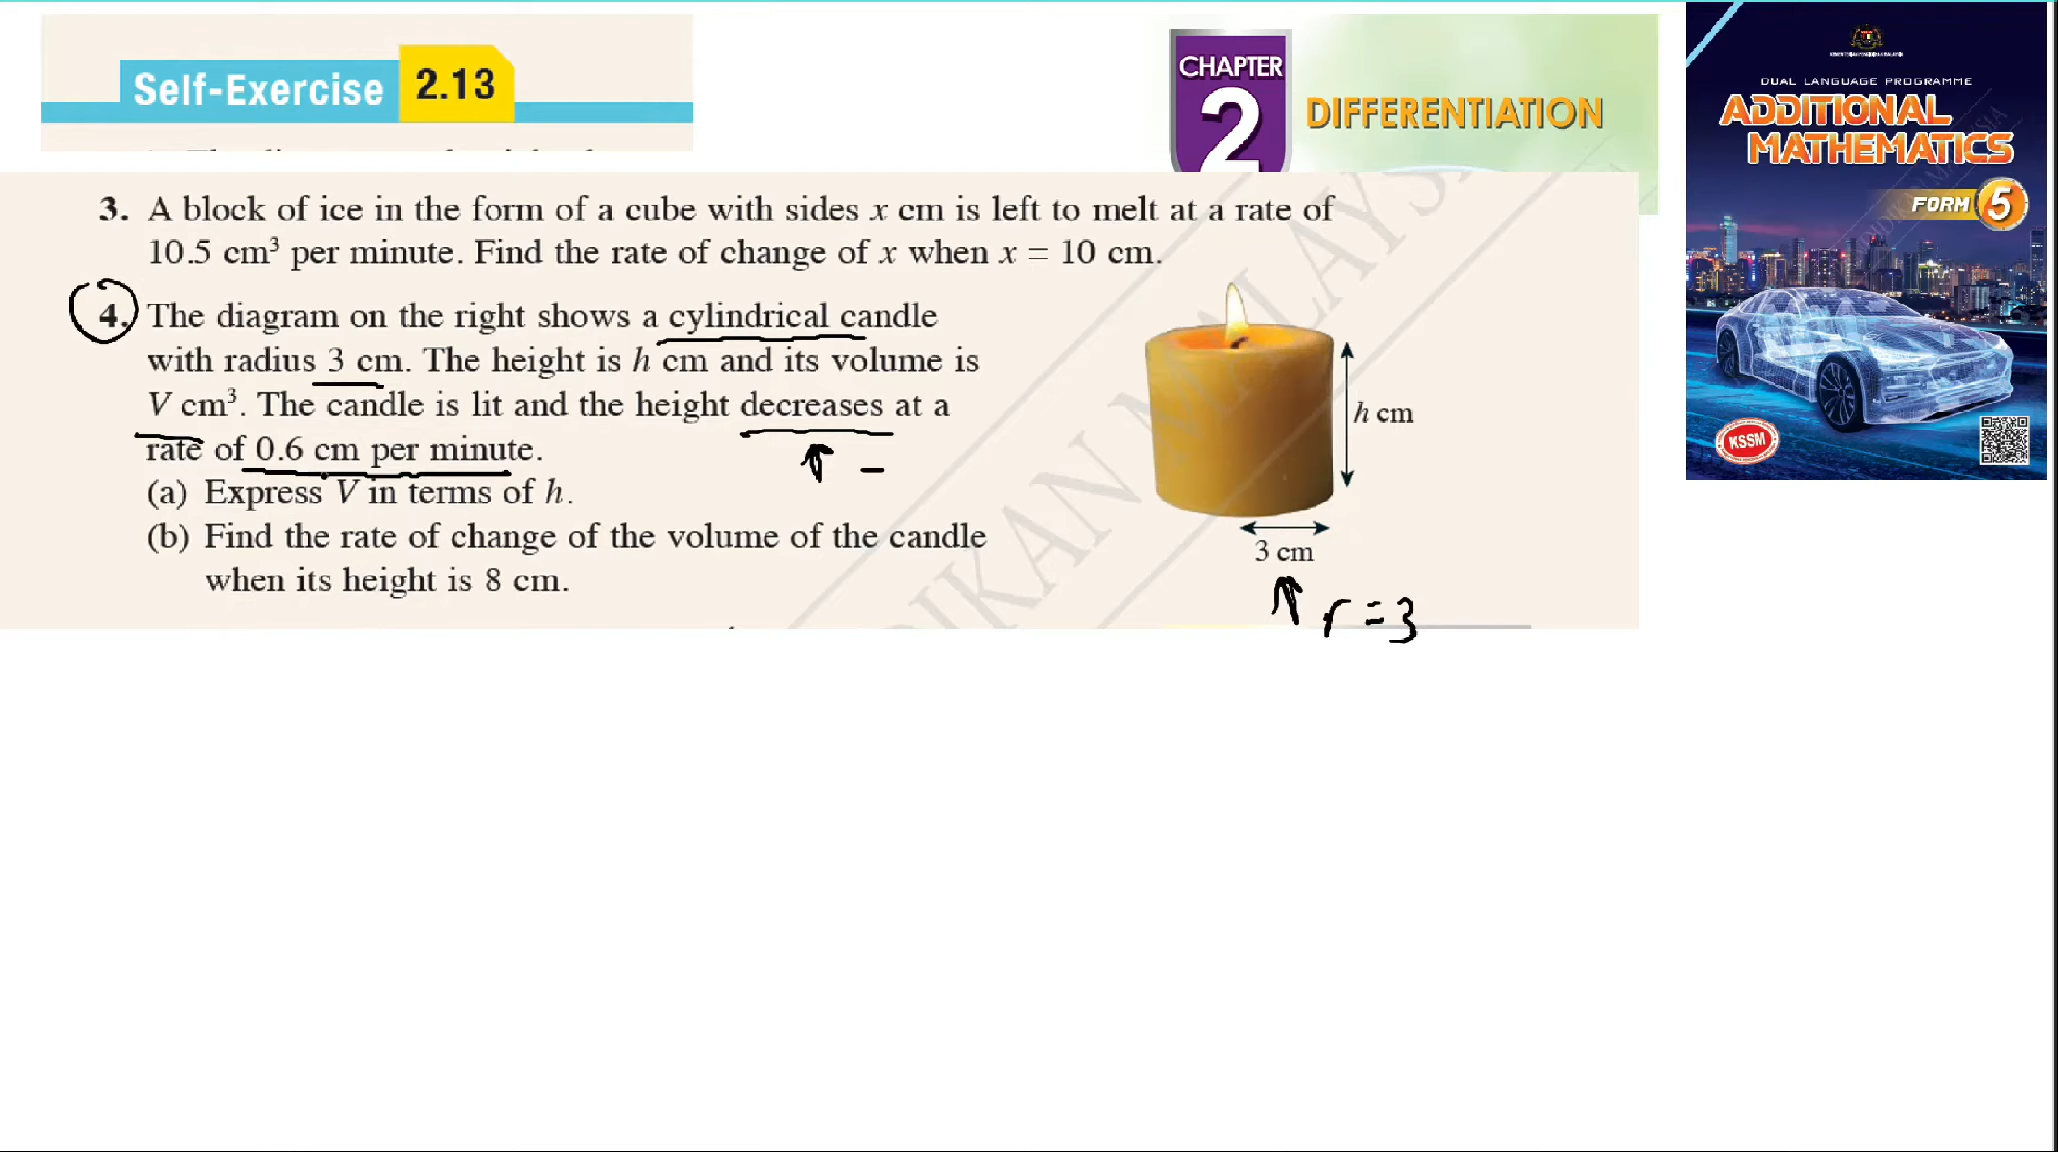 Self-Exercise 2.13
CHAPTER
2
DIFFERENTIATION
DUAL LANGUAGE PROGRAMME
ADDITIONAL
MATHEMATICS
FORM 5
KSSM
3. A block of ice in the form of a cube with sides x cm is left to melt at a rate of
10.5 cm³ per minute. Find the rate of change of x when x = 10 cm.
4. The diagram on the right shows a cylindrical candle
with radius 3 cm. The height is h cm and its volume is
V cm³. The candle is lit and the height decreases at a
rate of 0.6 cm per minute.
(a) Express V in terms of h.
(b) Find the rate of change of the volume of the candle
when its height is 8 cm.
h cm
3 cm
r = 3